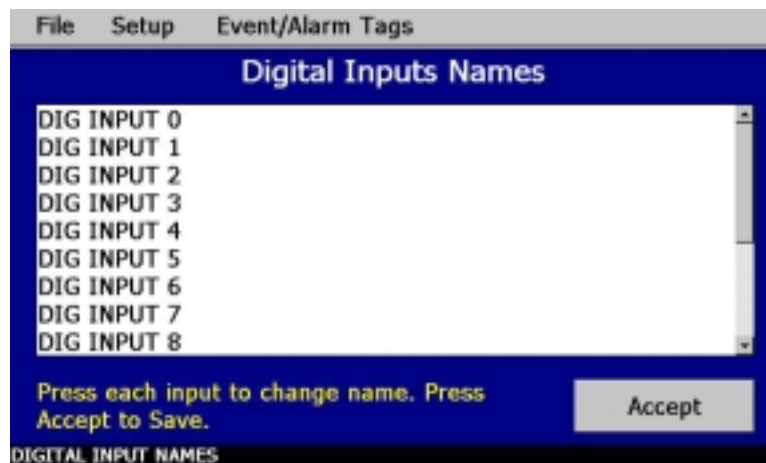 File Setup Event/Alarm Tags
Digital Inputs Names
DIG INPUT 0
DIG INPUT 1
DIG INPUT 2
DIG INPUT 3
DIG INPUT 4
DIG INPUT 5
DIG INPUT 6
DIG INPUT 7
DIG INPUT 8
Press each input to change name. Press
Accept to Save.
Accept
DIGITAL INPUT NAMES